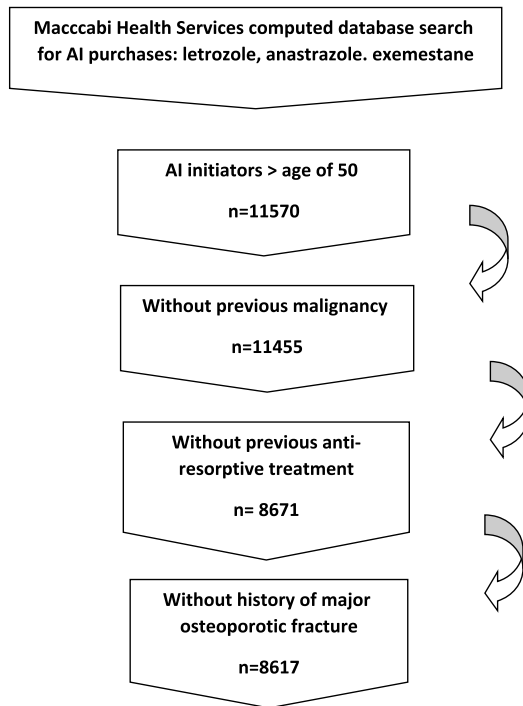 Macccabi Health Services computed database search
for AI purchases: letrozole, anastrazole. exemestane
AI initiators > age of 50
n=11570
Without previous malignancy
n=11455
Without previous anti-
resorptive treatment
n= 8671
Without history of major
osteoporotic fracture
n=8617